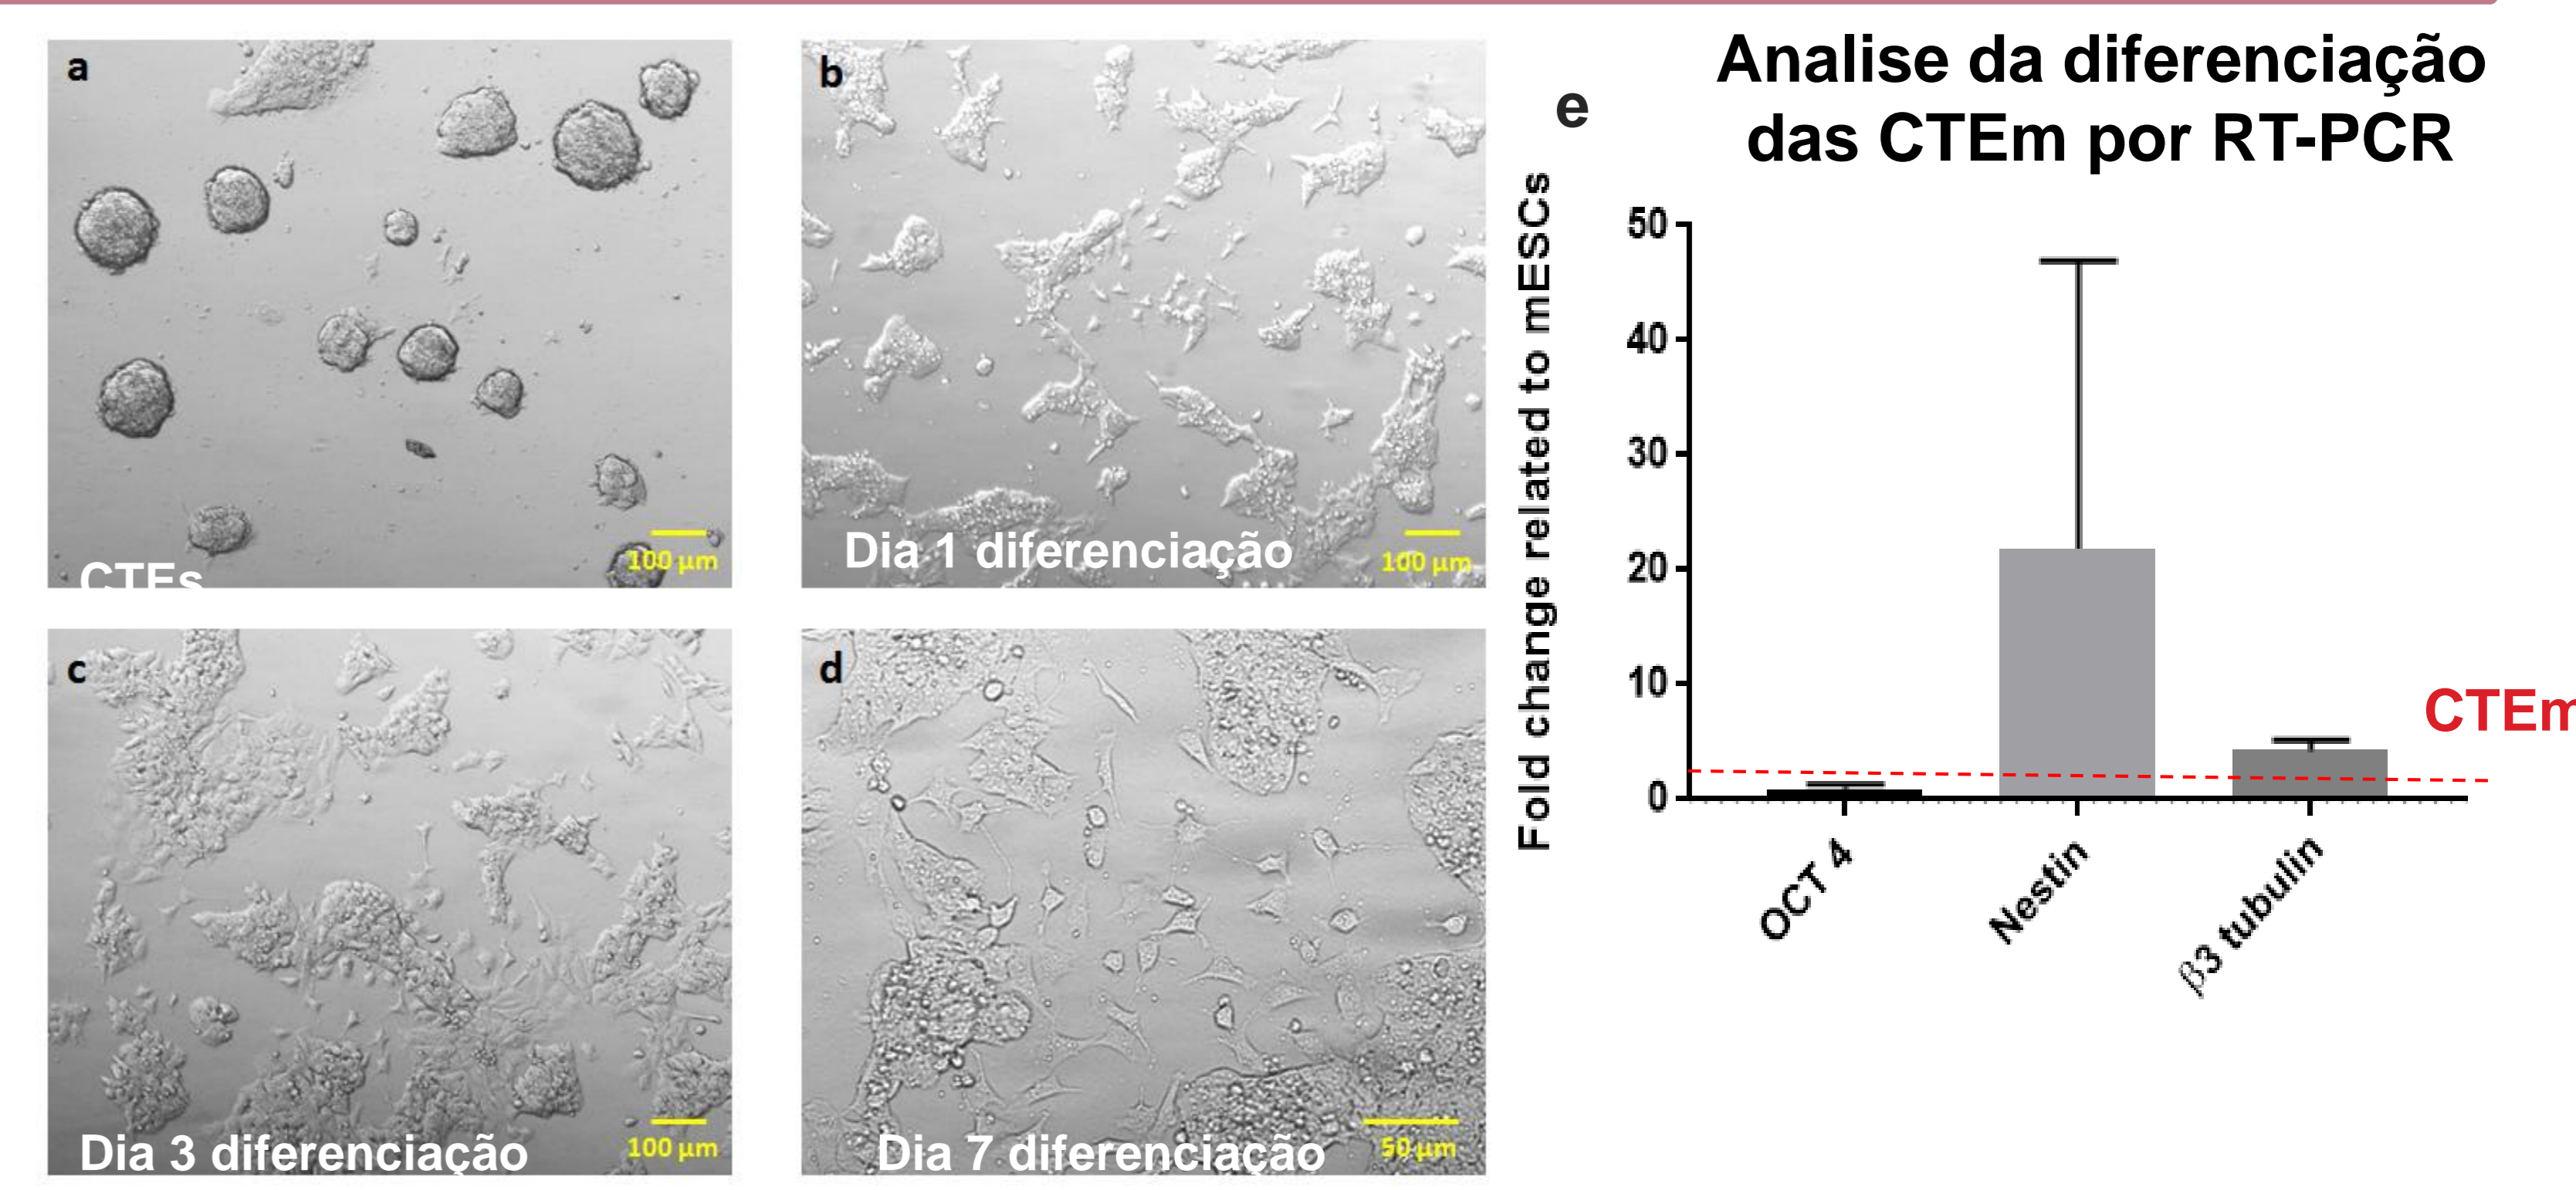 a
CTEs
100 µm
b
Dia 1 diferenciação
100 µm
c
Dia 3 diferenciação
100 µm
d
Dia 7 diferenciação
50 µm
e
Analise da diferenciação
das CTEm por RT-PCR
Fold change related to mESCs
50
40
30
20
10
0
CTEm
OCT 4
Nestin
β3 tubulin